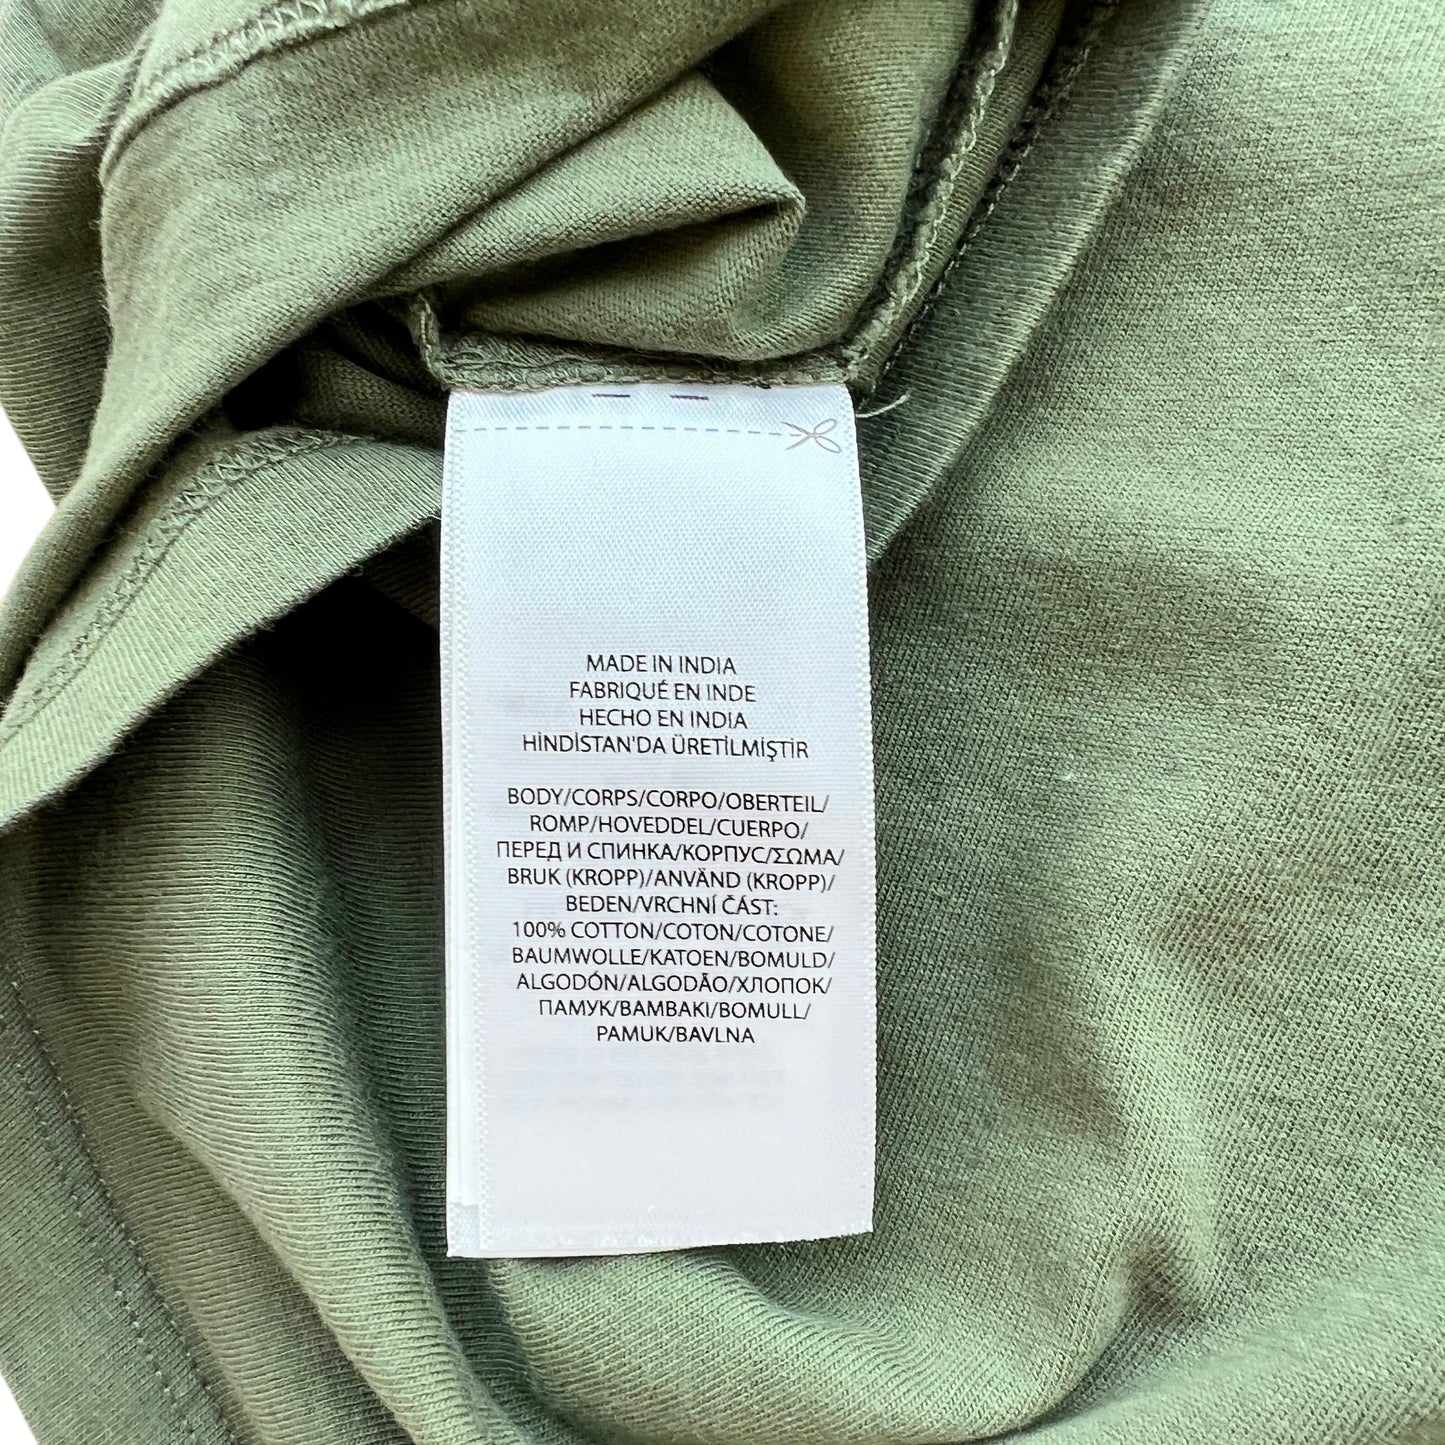 MADE IN INDIA
FABRIQUÉ EN INDE
HECHO EN INDIA
HİNDİSTAN'DA ÜRETİLMİŞTİR
BODY/CORPS/CORPO/OBERTEIL/
ROMP/HOVEDDEL/CUERPO/
ПЕРЕД И СПИНКА/КОРПУС/ΣΩΜΑ/
BRUK (KROPP)/ANVÄND (KROPP)/
BEDEN/VRCHNÍ ČÁST:
100% COTTON/COTON/COTONE/
BAUMWOLLE/KATOEN/BOMULD/
ALGODÓN/ALGODÃO/ХЛОПОК/
ПАМУК/BAMBAKI/BOMULL/
PAMUK/BAVLNA